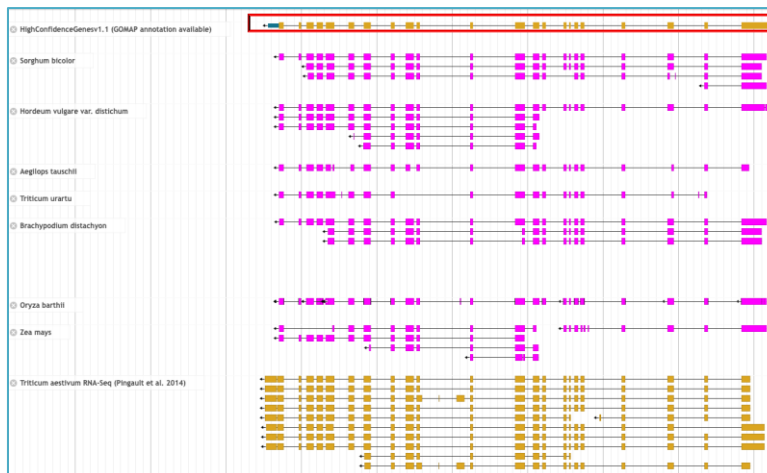 HighConfidenceGenesv1.1 (GOMAP annotation available)
Sorghum bicolor
Hordeum vulgare var. distichum
Aegilops tauschii
Triticum urartu
Brachypodium distachyon
Oryza barthii
Zea mays
Triticum aestivum RNA-Seq (Pingault et al. 2014)